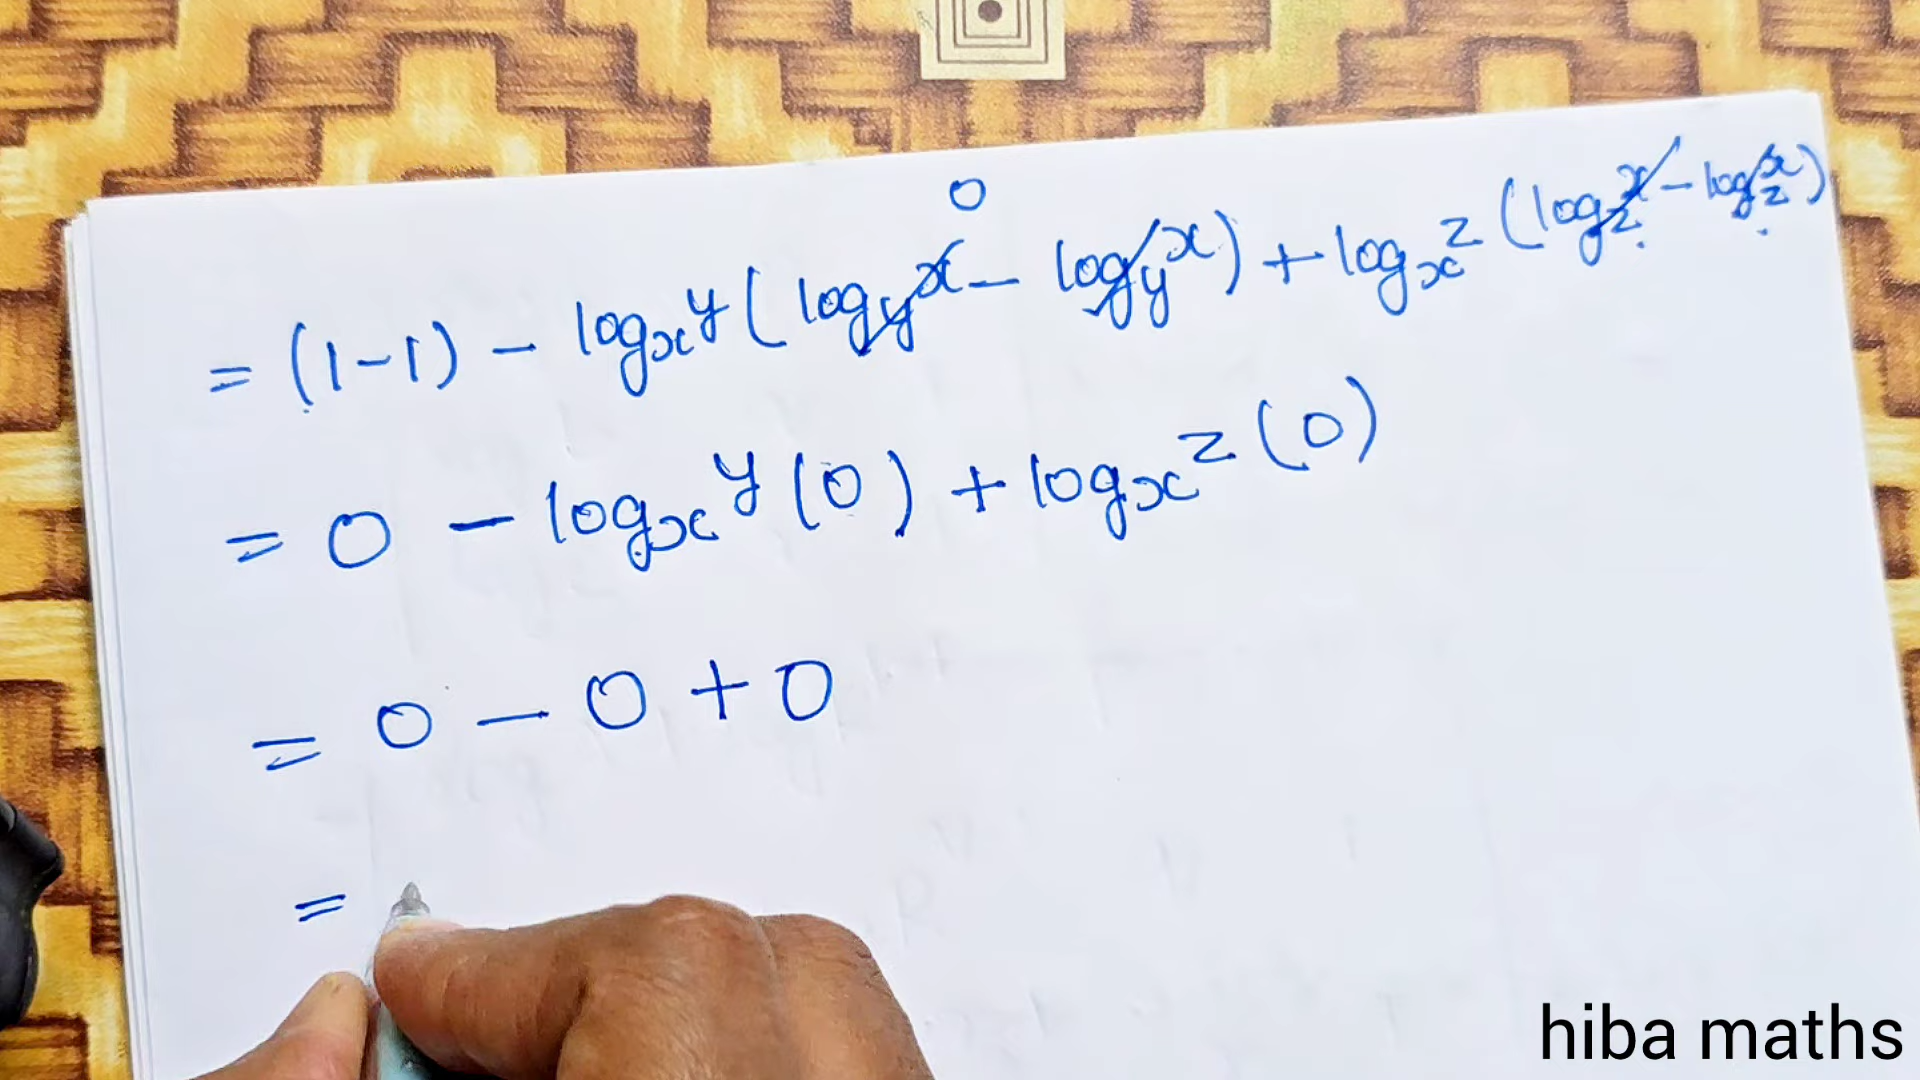 0
= (1-1) - logₓy (log_y x - log_y x) + logₓz (log_z x - log_z x)
= 0 - logₓy (0) + logₓz (0)
= 0 - 0 + 0
=
hiba maths